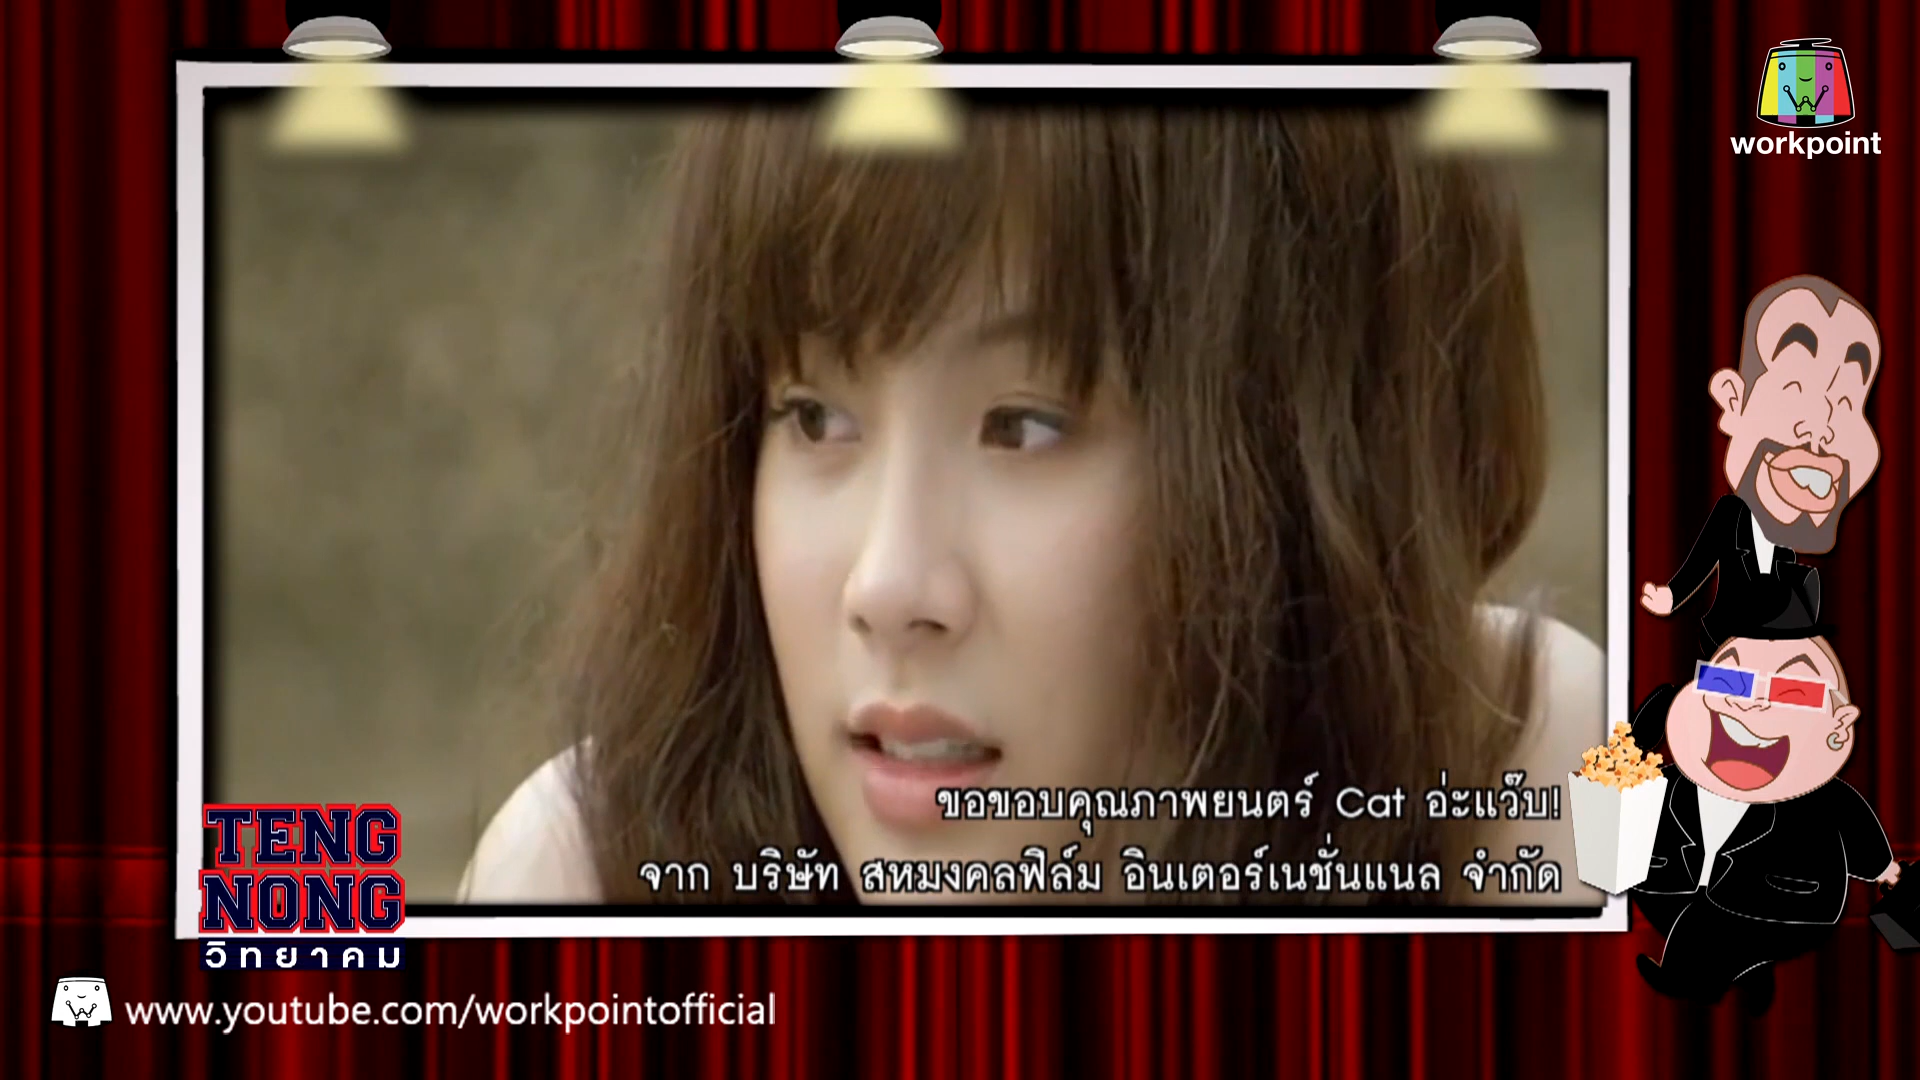 workpoint
ขอขอบคุณภาพยนตร์ Cat อ่ะแว๊บ!
จาก บริษัท สหมงคลฟิล์ม อินเตอร์เนชั่นแนล จำกัด
TENG
NONG
วิทยาคม
www.youtube.com/workpointofficial